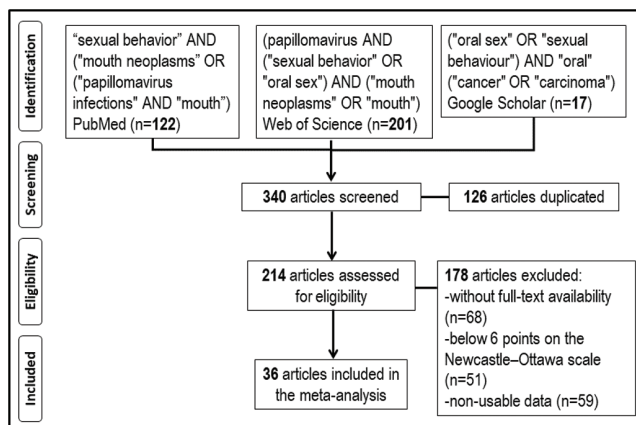 Identification
“sexual behavior” AND
("mouth neoplasms” OR
("papillomavirus
infections" AND "mouth”)
PubMed (n=122)
(papillomavirus AND
("sexual behavior" OR
"oral sex") AND ("mouth
neoplasms" OR "mouth")
Web of Science (n=201)
("oral sex" OR "sexual
behaviour") AND "oral"
("cancer" OR "carcinoma")
Google Scholar (n=17)
Screening
340 articles screened
126 articles duplicated
Eligibility
214 articles assessed
for eligibility
178 articles excluded:
-without full-text availability
(n=68)
-below 6 points on the
Newcastle–Ottawa scale
(n=51)
-non-usable data (n=59)
Included
36 articles included in
the meta-analysis